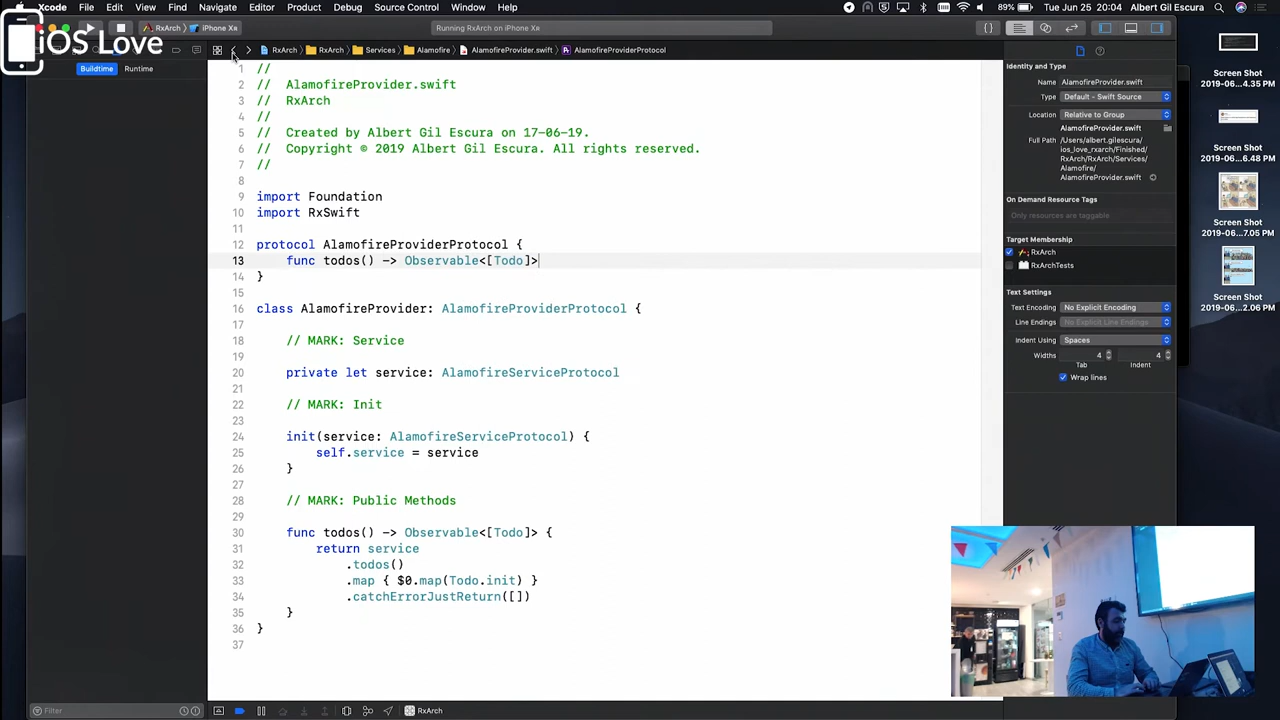 Xcode File Edit View Find Navigate Editor Product Debug Source Control Window Help
89% Sun 21:04 Albert Gil Escura
iOS Love
RxArch iPhone Xʀ
Running RxArch on iPhone Xʀ
RxArch RxArch Services Alamofire AlamofireProvider.swift AlamofireProviderProtocol
Buildtime Runtime
1 //
2 // AlamofireProvider.swift
3 // RxArch
4 //
5 // Created by Albert Gil Escura on 17-06-19.
6 // Copyright © 2019 Albert Gil Escura. All rights reserved.
7 //
8
9 import Foundation
10 import RxSwift
11
12 protocol AlamofireProviderProtocol {
13 func todos() -> Observable<[Todo]>
14 }
15
16 class AlamofireProvider: AlamofireProviderProtocol {
17
18 // MARK: Service
19
20 private let service: AlamofireServiceProtocol
21
22 // MARK: Init
23
24 init(service: AlamofireServiceProtocol) {
25 self.service = service
26 }
27
28 // MARK: Public Methods
29
30 func todos() -> Observable<[Todo]> {
31 return service
32 .todos()
33 .map { $0.map(Todo.init) }
34 .catchErrorJustReturn([])
35 }
36 }
37
Identity and Type
Name AlamofireProvider.swift
Type Default - Swift Source
Location Relative to Group
AlamofireProvider.swift
Full Path /Users/albert.gilescura/
ios_love_rxarch/Finished/
RxArch/RxArch/Services/
Alamofire/
AlamofireProvider.swift
On Demand Resource Tags
Only resources are taggable
Target Membership
RxArch
RxArchTests
Text Settings
Text Encoding No Explicit Encoding
Line Endings No Explicit Line Endings
Indent Using Spaces
Widths 4 4
Tab Indent
Wrap lines
Screen Shot
2019-06...4.35 PM
Screen Shot
2019-06...6.48 PM
Screen Shot
2019-06...7.05 PM
Screen Shot
2019-06...2.06 PM
Filter
RxArch